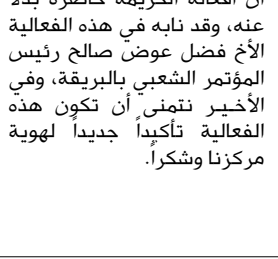 عنه، وقد نابه في هذه الفعالية
الأخ فضل عوض صالح رئيس
المؤتمر الشعبي بالبريقة، وفي
الأخـيـر نتمنى أن تكون هذه
الفعالية تأكيداً جديداً لهوية
مركزنا وشكراً.